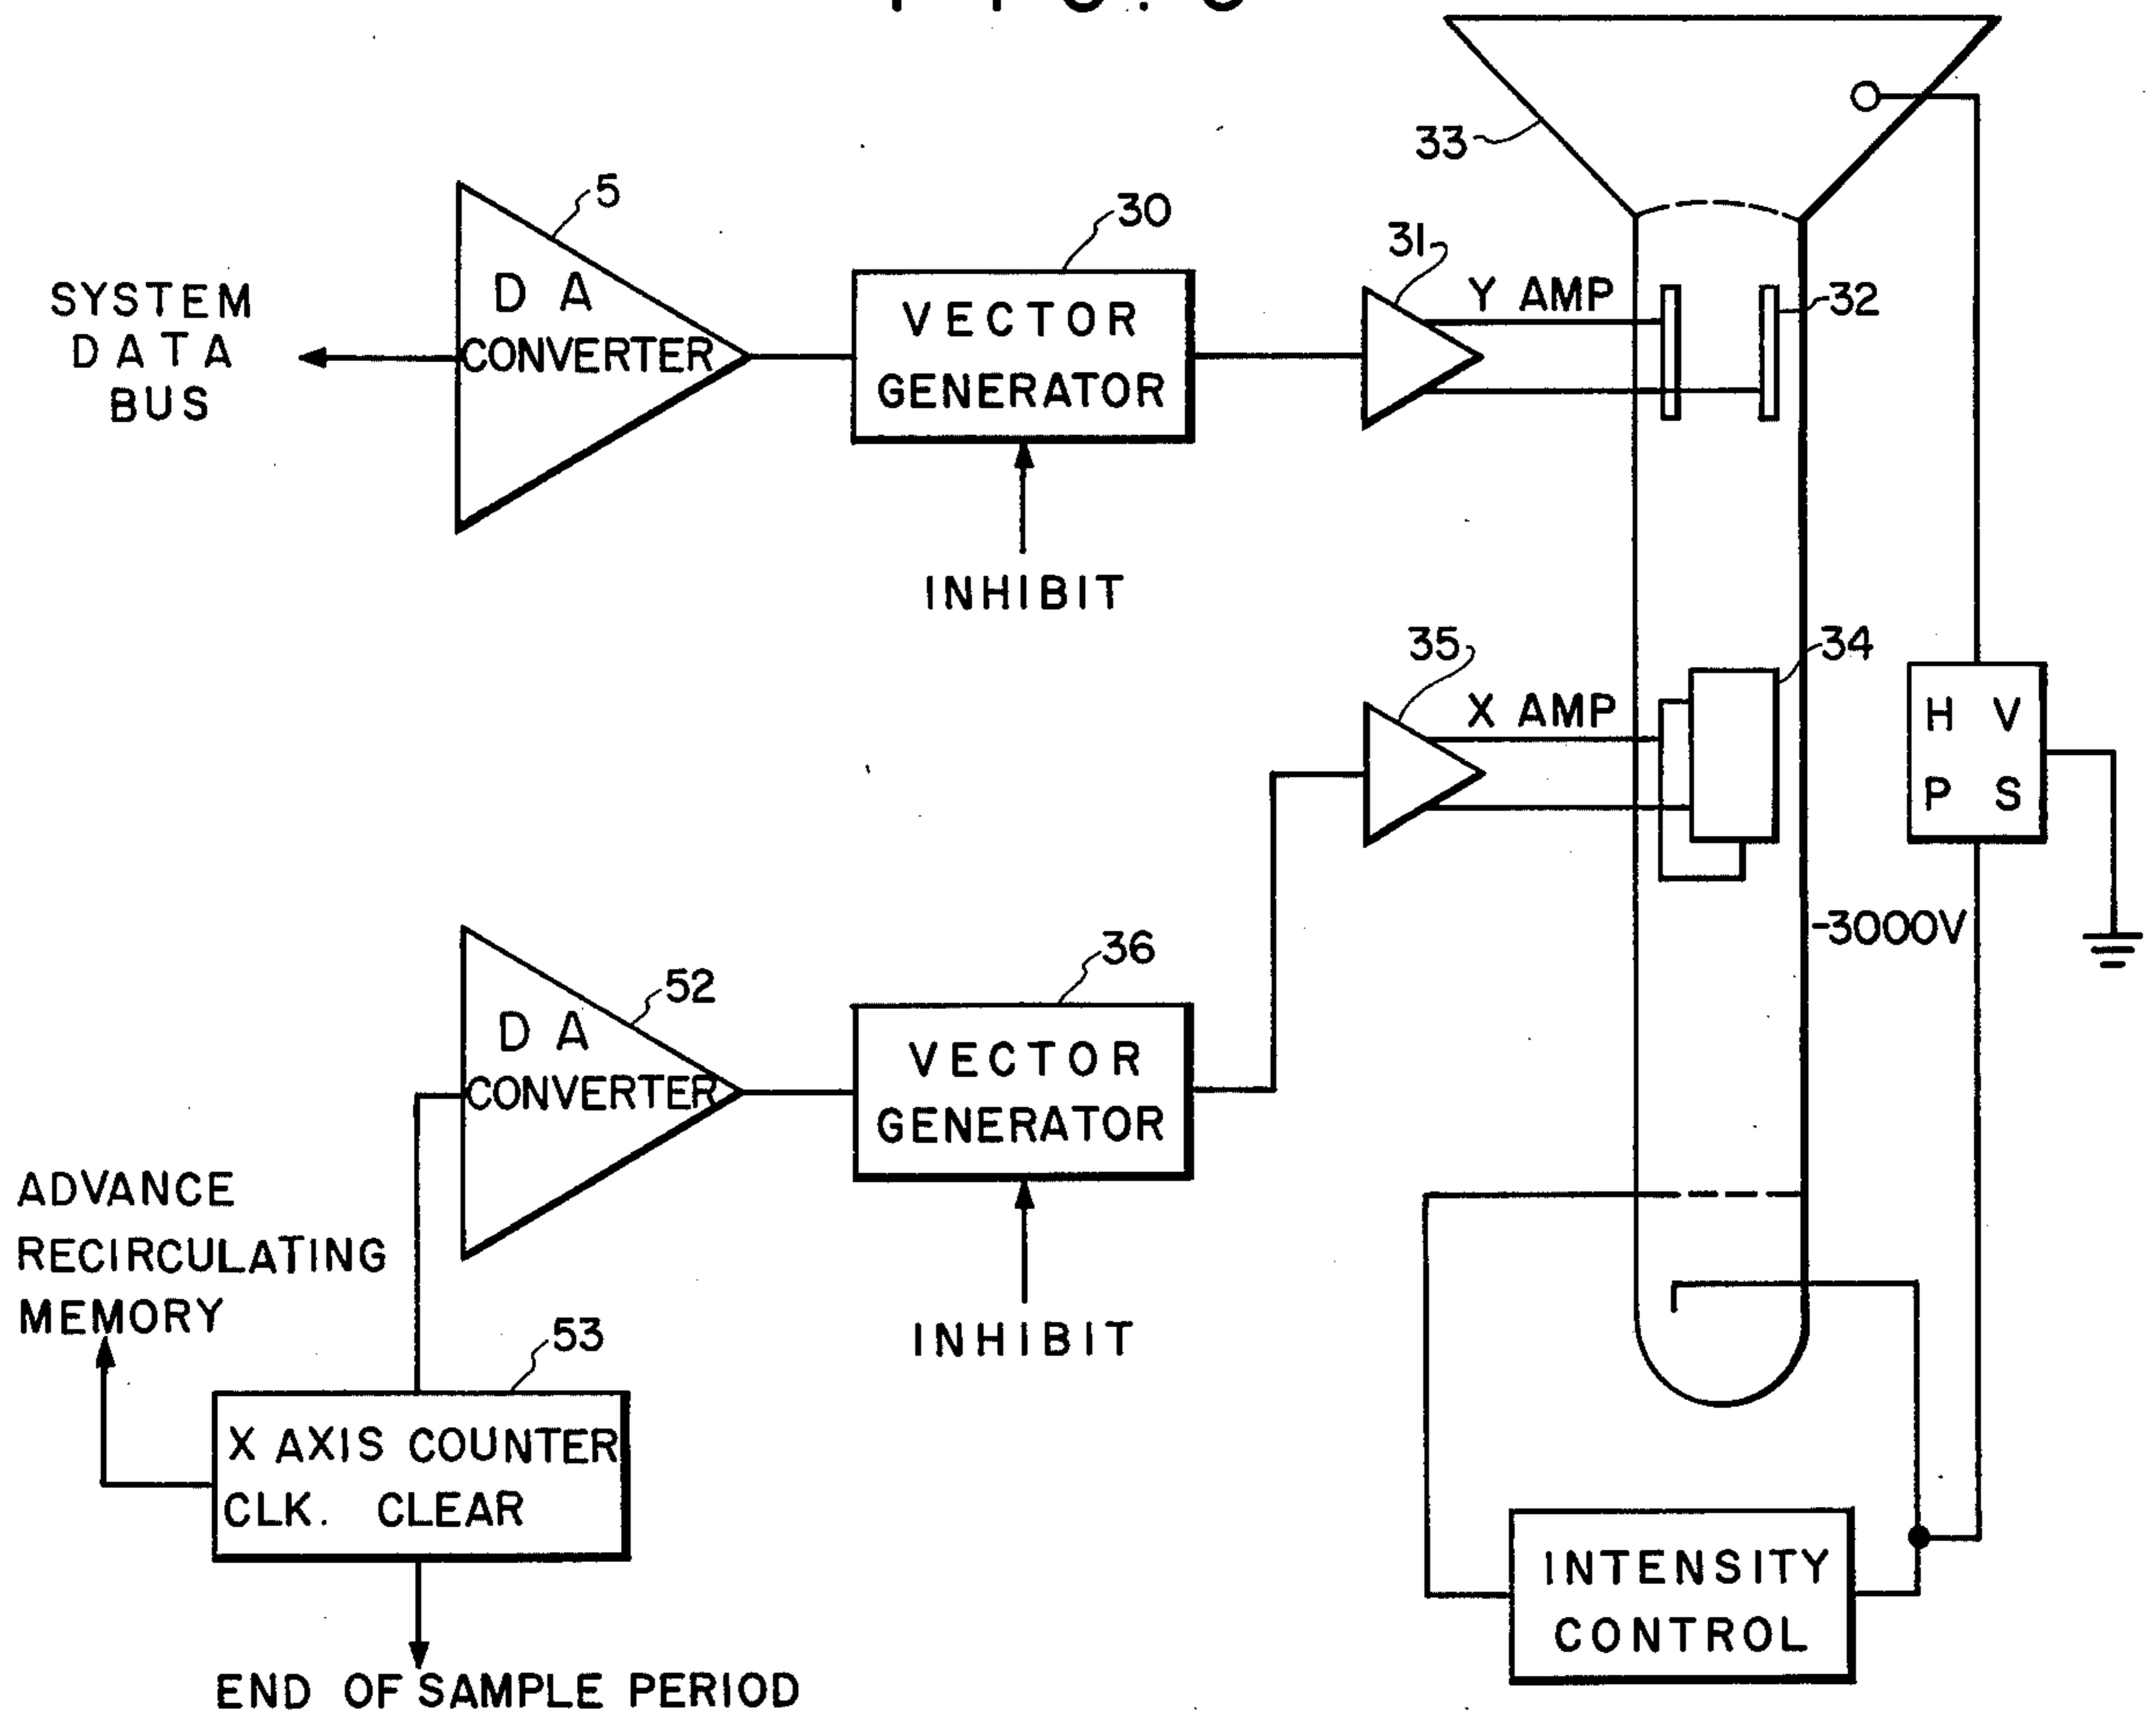 5
D A
CONVERTER
SYSTEM
DATA
BUS
30
VECTOR
GENERATOR
INHIBIT
31
Y AMP
32
33
35
X AMP
34
H V
P S
-3000V
52
D A
CONVERTER
36
VECTOR
GENERATOR
INHIBIT
ADVANCE
RECIRCULATING
MEMORY
53
X AXIS COUNTER
CLK. CLEAR
END OF SAMPLE PERIOD
INTENSITY
CONTROL